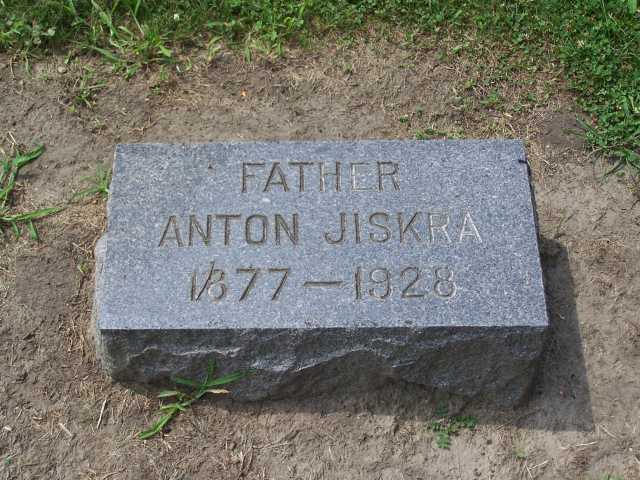 FATHER
ANTON JISKRA
1877 — 1928